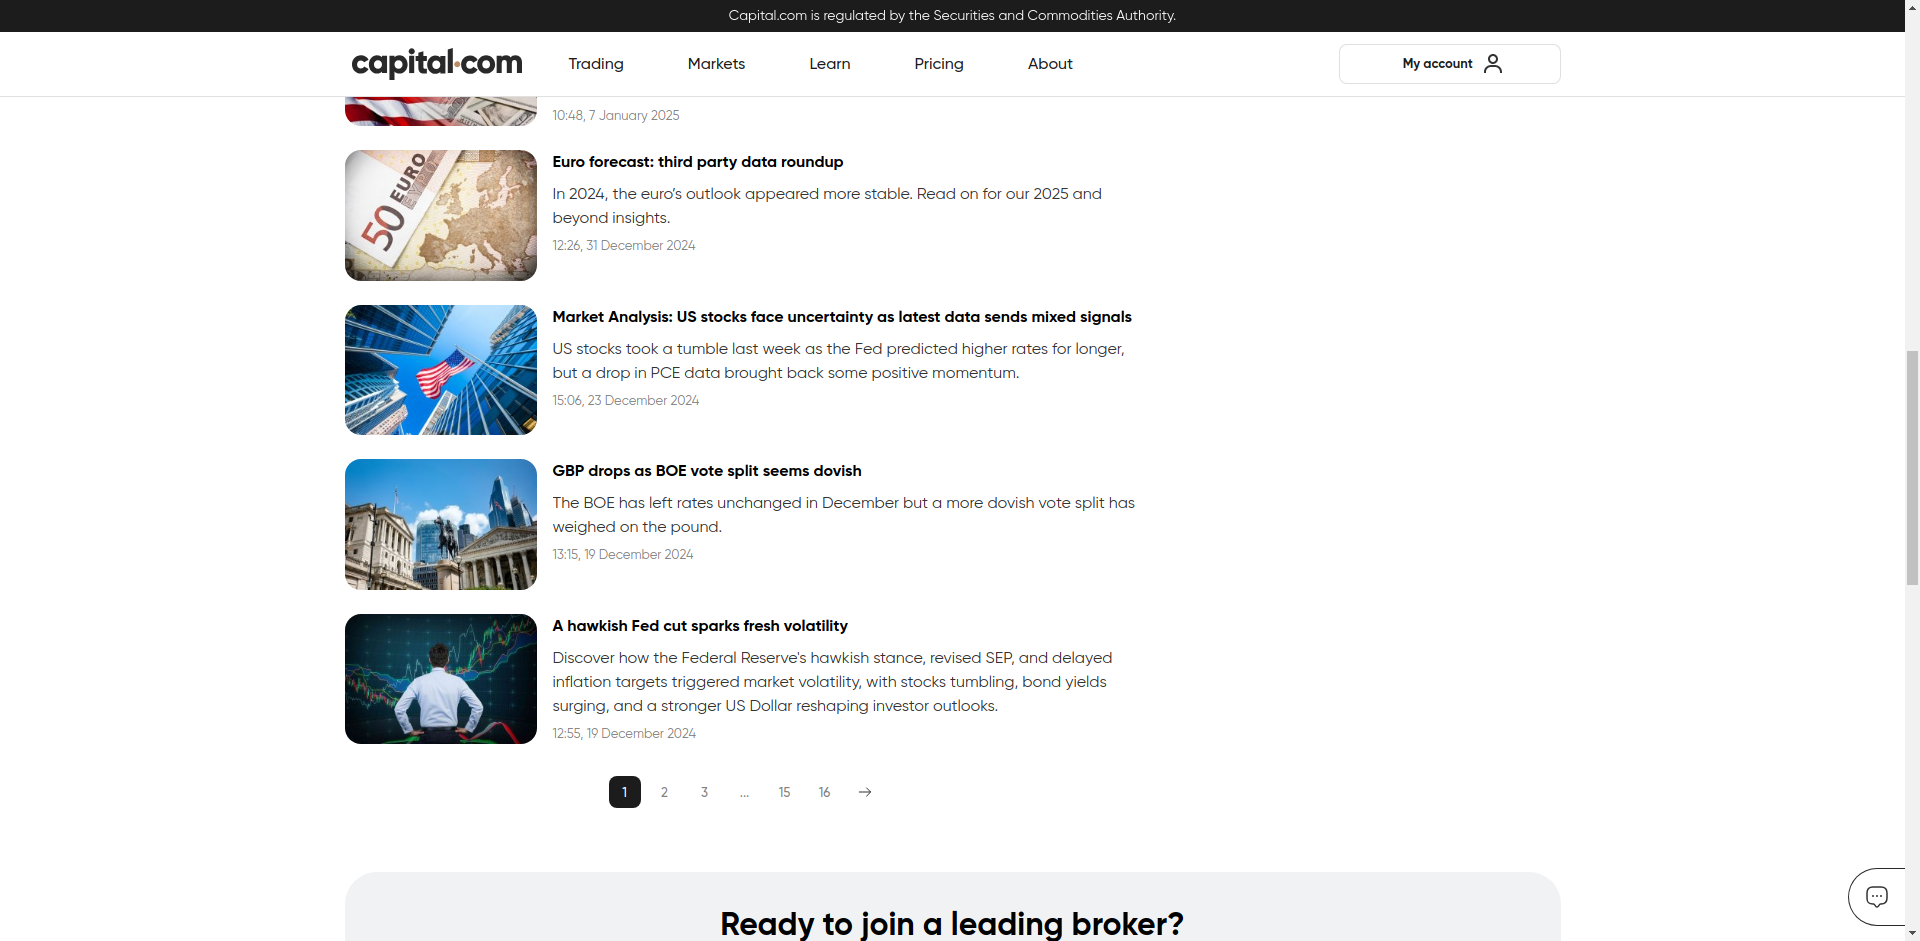 Capital.com is regulated by the Securities and Commodities Authority.
capital.com
Trading
Markets
Learn
Pricing
About
My account
10:48, 7 January 2025
50 EURO
Euro forecast: third party data roundup
In 2024, the euro’s outlook appeared more stable. Read on for our 2025 and
beyond insights.
12:26, 31 December 2024
Market Analysis: US stocks face uncertainty as latest data sends mixed signals
US stocks took a tumble last week as the Fed predicted higher rates for longer,
but a drop in PCE data brought back some positive momentum.
15:06, 23 December 2024
GBP drops as BOE vote split seems dovish
The BOE has left rates unchanged in December but a more dovish vote split has
weighed on the pound.
13:15, 19 December 2024
A hawkish Fed cut sparks fresh volatility
Discover how the Federal Reserve's hawkish stance, revised SEP, and delayed
inflation targets triggered market volatility, with stocks tumbling, bond yields
surging, and a stronger US Dollar reshaping investor outlooks.
12:55, 19 December 2024
1 2 3 ... 15 16
Ready to join a leading broker?